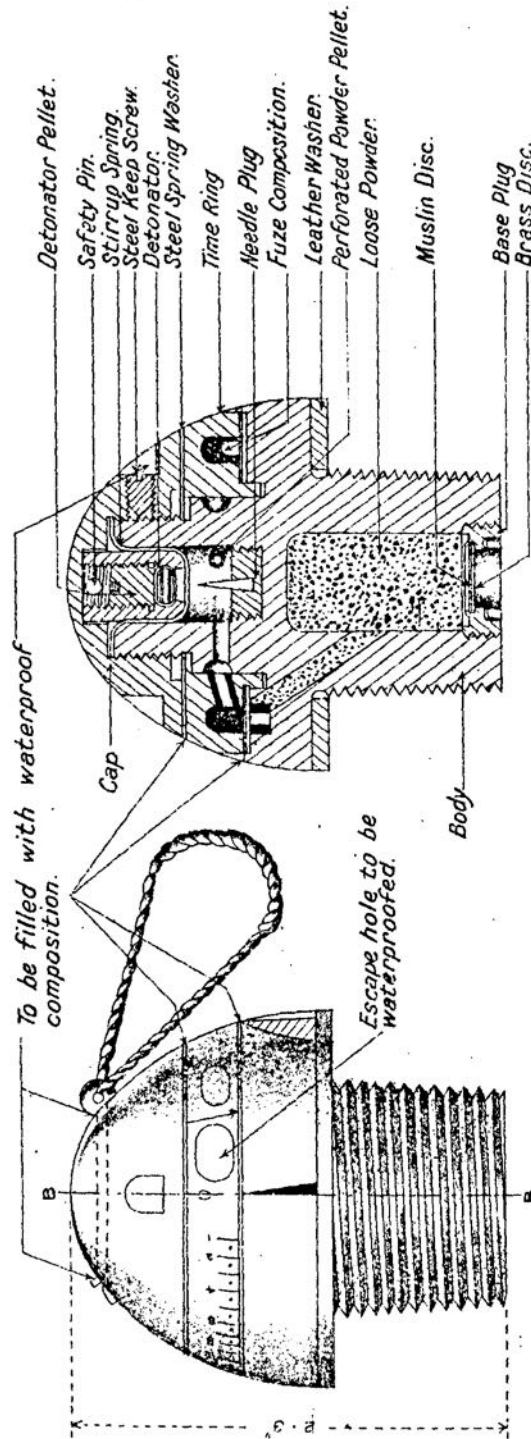 To be filled with waterproof
composition.
Escape hole to be
waterproofed.
B
B
Cap
Body
Detonator Pellet.
Safety Pin.
Stirrup Spring.
Steel Keep Screw.
Detonator.
Steel Spring Washer.
Time Ring
Needle Plug
Fuze Composition.
Leather Washer.
Perforated Powder Pellet.
Loose Powder.
Muslin Disc.
Base Plug
Brass Disc.